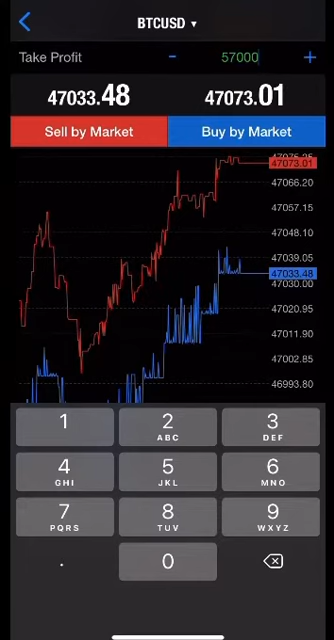 BTCUSD ▾
Take Profit - 57000 +
47033.48 47073.01
Sell by Market Buy by Market
47073.01
47066.20
47057.15
47048.10
47039.05
47033.48
47030.00
47020.95
47011.90
47002.85
46993.80
1 2 3
ABC DEF
4 5 6
GHI JKL MNO
7 8 9
PQRS TUV WXYZ
. 0